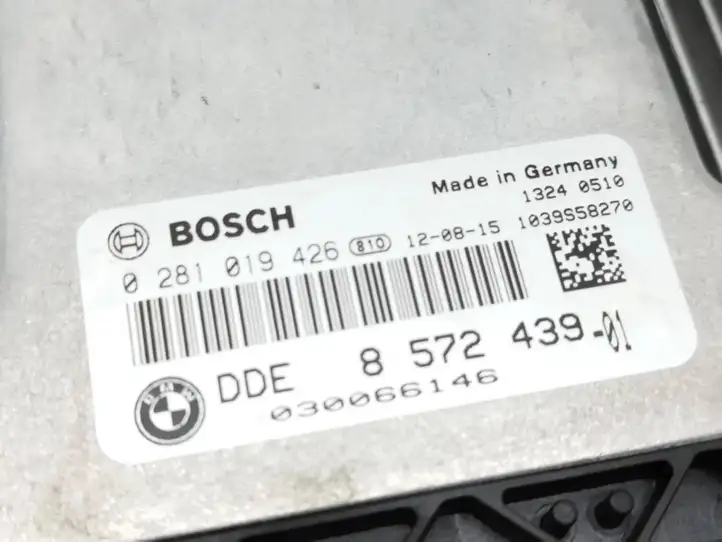 Made in Germany
1324 0510
BOSCH
0 281 019 426 810 12-08-15 1039S58270
DDE 8 572 439-01
030066146